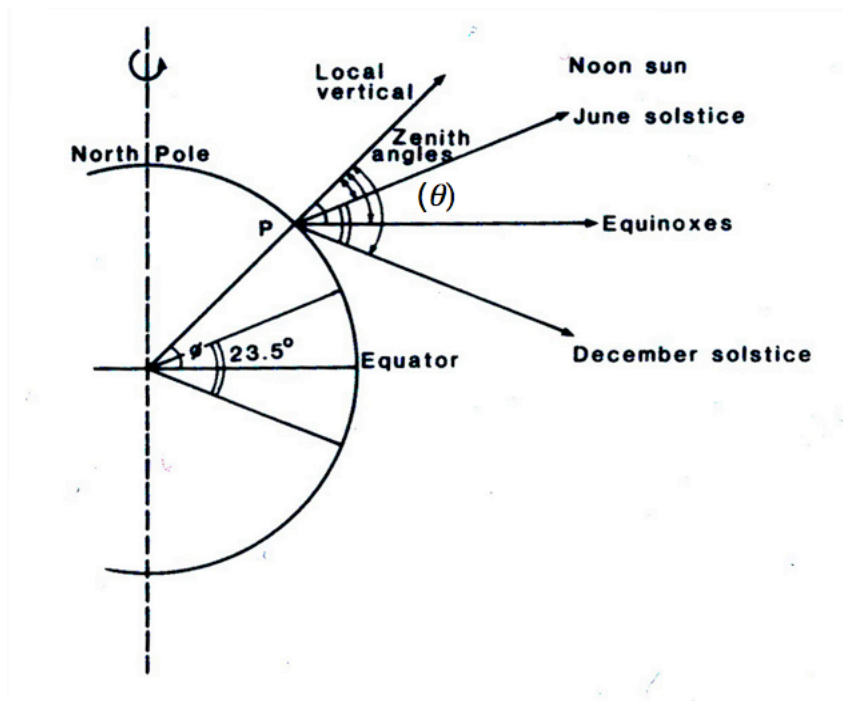 Local
vertical
Noon sun
June solstice
Zenith
angles
North Pole
(θ)
P
Equinoxes
ø
23.5°
Equator
December solstice